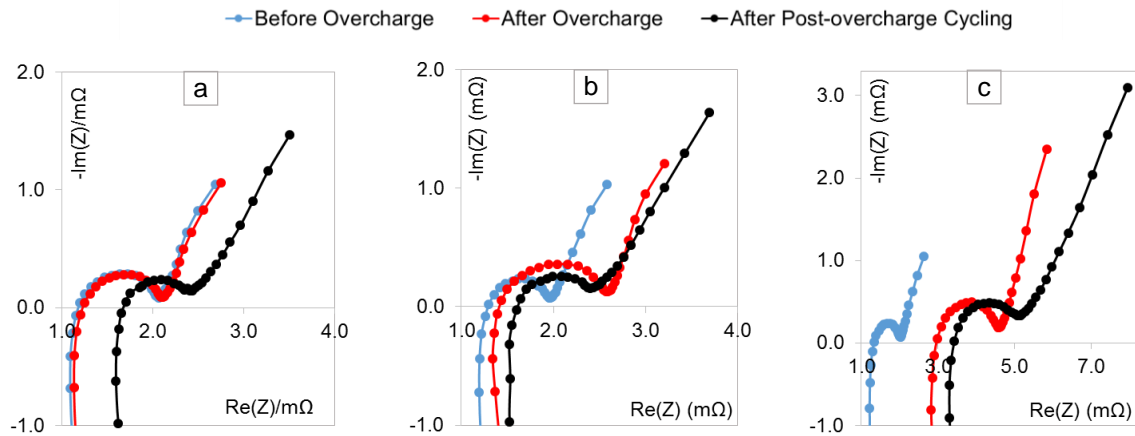 Before Overcharge After Overcharge After Post-overcharge Cycling
a
2.0
1.0
0.0
-1.0
1.0 2.0 3.0 4.0
-Im(Z)/mΩ
Re(Z)/mΩ
b
2.0
1.0
0.0
-1.0
1.0 2.0 3.0 4.0
-Im(Z) (mΩ)
Re(Z) (mΩ)
c
3.0
2.0
1.0
0.0
-1.0
1.0 3.0 5.0 7.0
-Im(Z) (mΩ)
Re(Z) (mΩ)